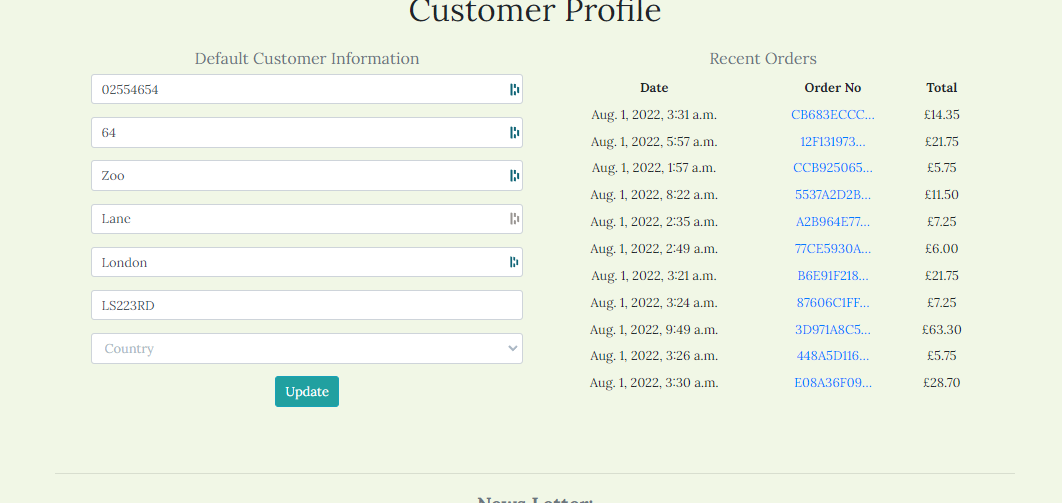 Customer Profile
Default Customer Information
02554654
64
Zoo
Lane
London
LS223RD
Country
Update
Recent Orders
Date Order No Total
Aug. 1, 2022, 3:31 a.m. CB683ECCC... £14.35
Aug. 1, 2022, 5:57 a.m. 12F131973... £21.75
Aug. 1, 2022, 1:57 a.m. CCB925065... £5.75
Aug. 1, 2022, 8:22 a.m. 5537A2D2B... £11.50
Aug. 1, 2022, 2:35 a.m. A2B964E77... £7.25
Aug. 1, 2022, 2:49 a.m. 77CE5930A... £6.00
Aug. 1, 2022, 3:21 a.m. B6E91F218... £21.75
Aug. 1, 2022, 3:24 a.m. 87606C1FF... £7.25
Aug. 1, 2022, 9:49 a.m. 3D971A8C5... £63.30
Aug. 1, 2022, 3:26 a.m. 448A5D116... £5.75
Aug. 1, 2022, 3:30 a.m. E08A36F09... £28.70
News Letter: